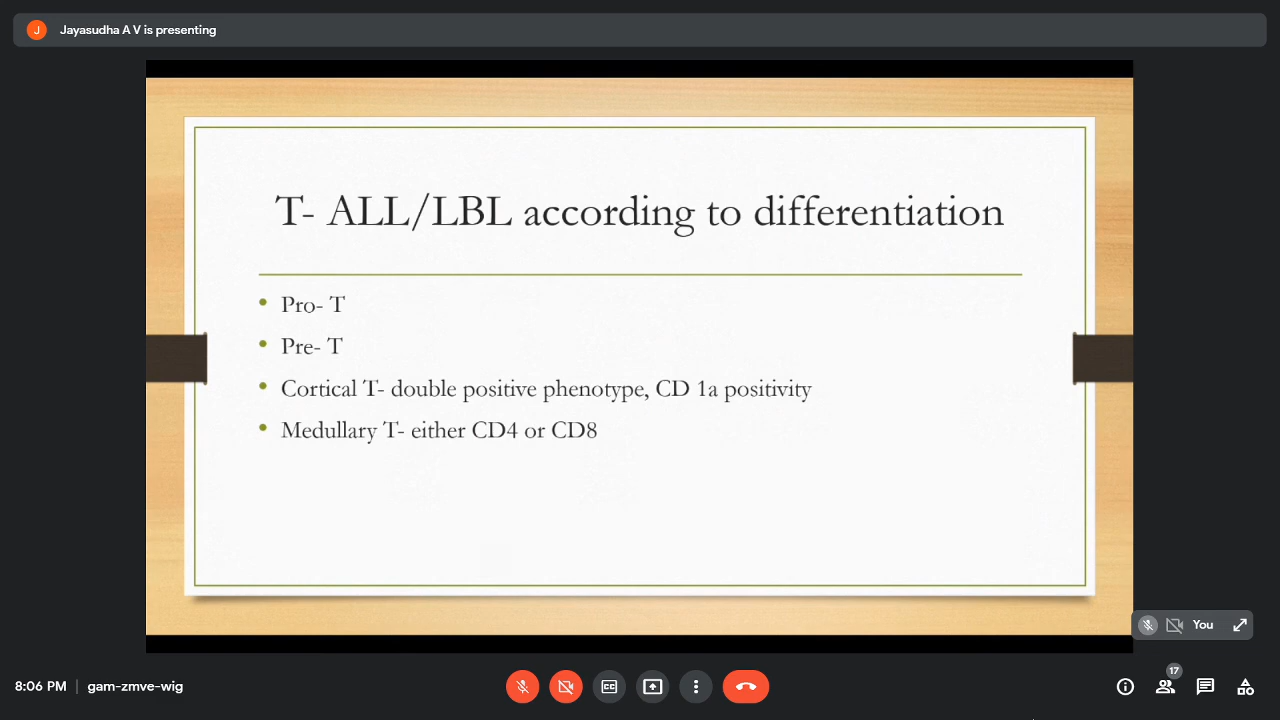 J
Jayasudha A V is presenting
T- ALL/LBL according to differentiation
• Pro- T
• Pre- T
• Cortical T- double positive phenotype, CD 1a positivity
• Medullary T- either CD4 or CD8
You
8:06 PM | gam-zmve-wig
CC
17